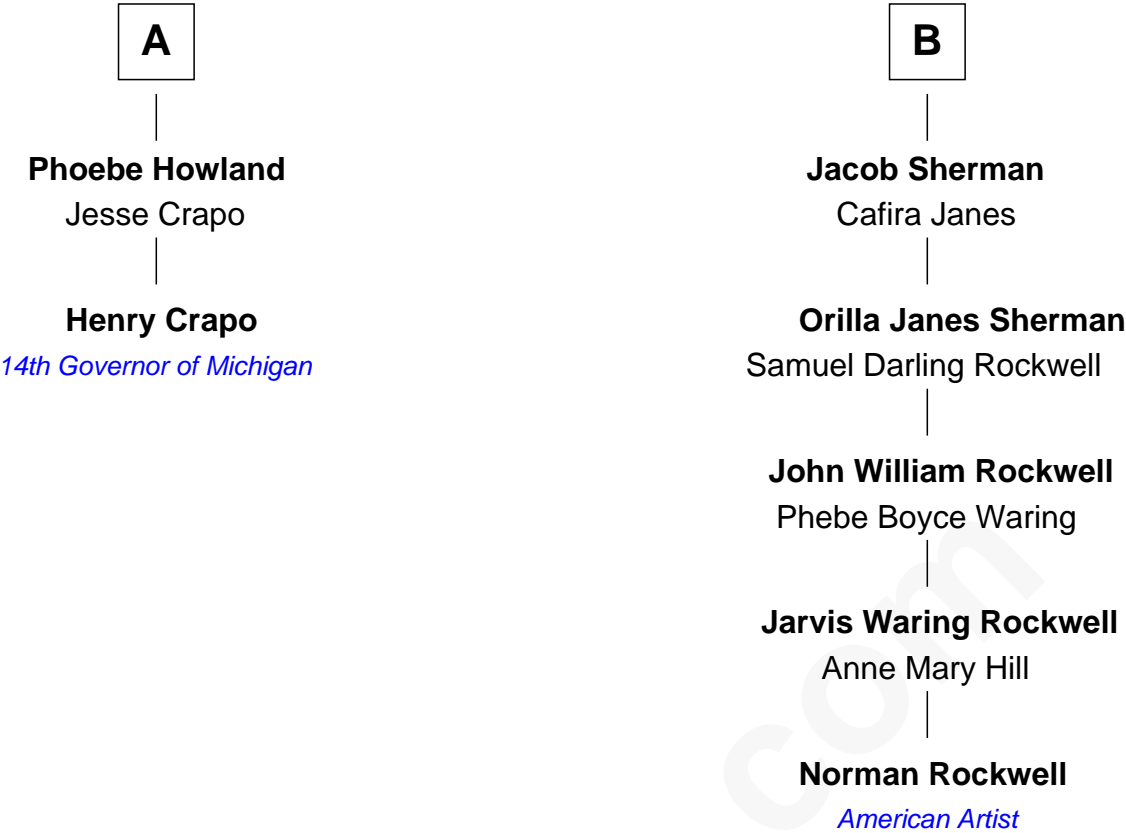 A
Phoebe Howland
Jesse Crapo
Henry Crapo
14th Governor of Michigan
B
Jacob Sherman
Cafira Janes
Orilla Janes Sherman
Samuel Darling Rockwell
John William Rockwell
Phebe Boyce Waring
Jarvis Waring Rockwell
Anne Mary Hill
Norman Rockwell
American Artist
com